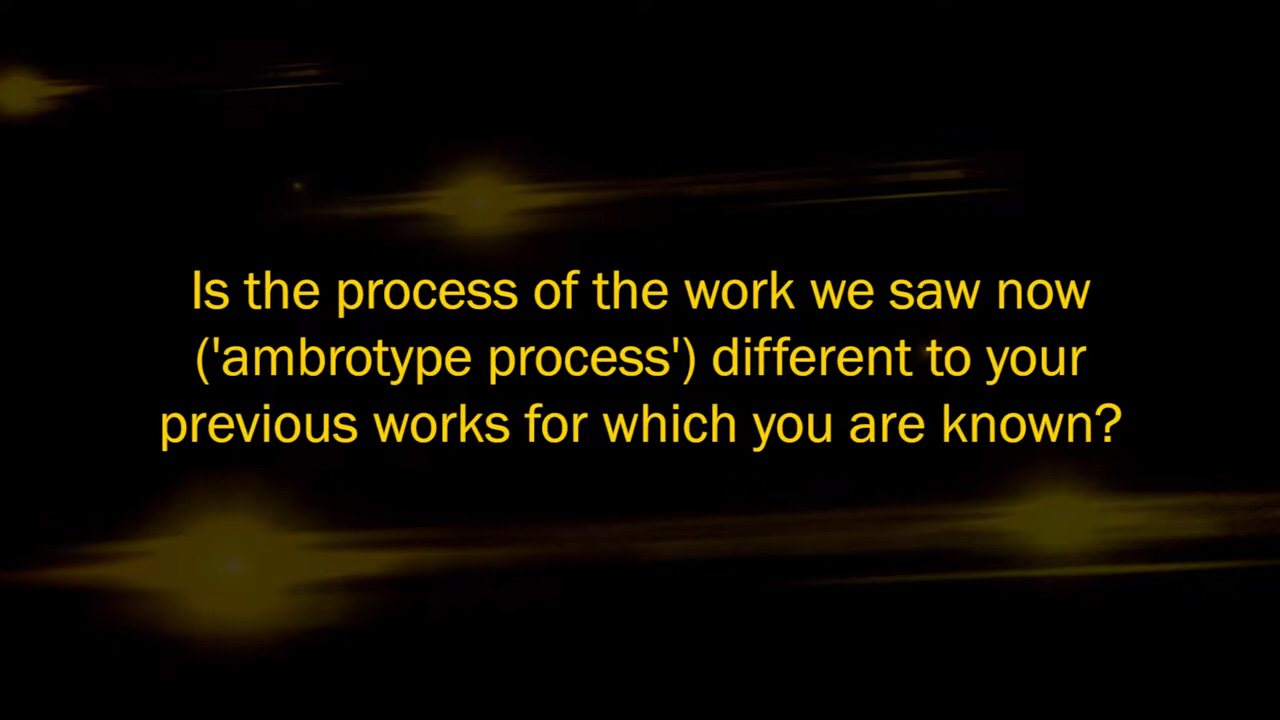 Is the process of the work we saw now
('ambrotype process') different to your
previous works for which you are known?